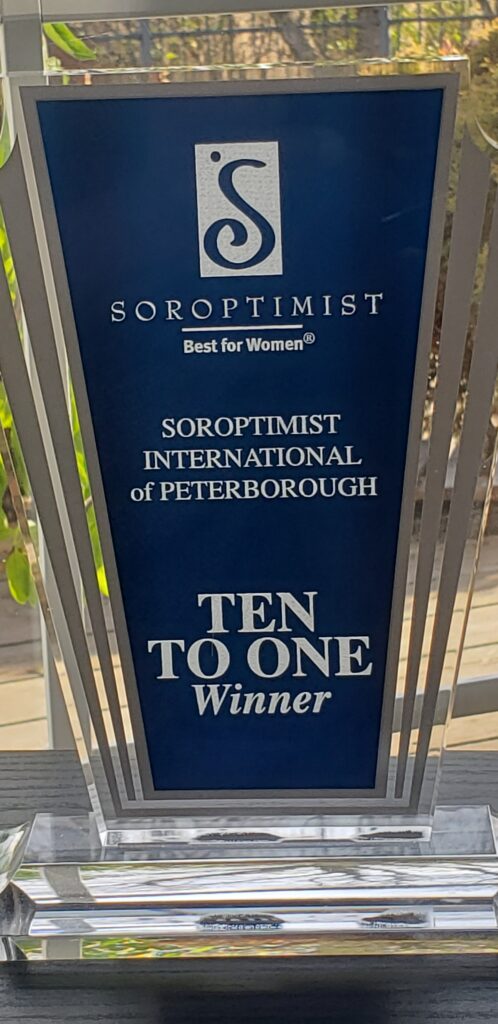 S
SOROPTIMIST
Best for Women®
SOROPTIMIST
INTERNATIONAL
of PETERBOROUGH
TEN
TO ONE
Winner